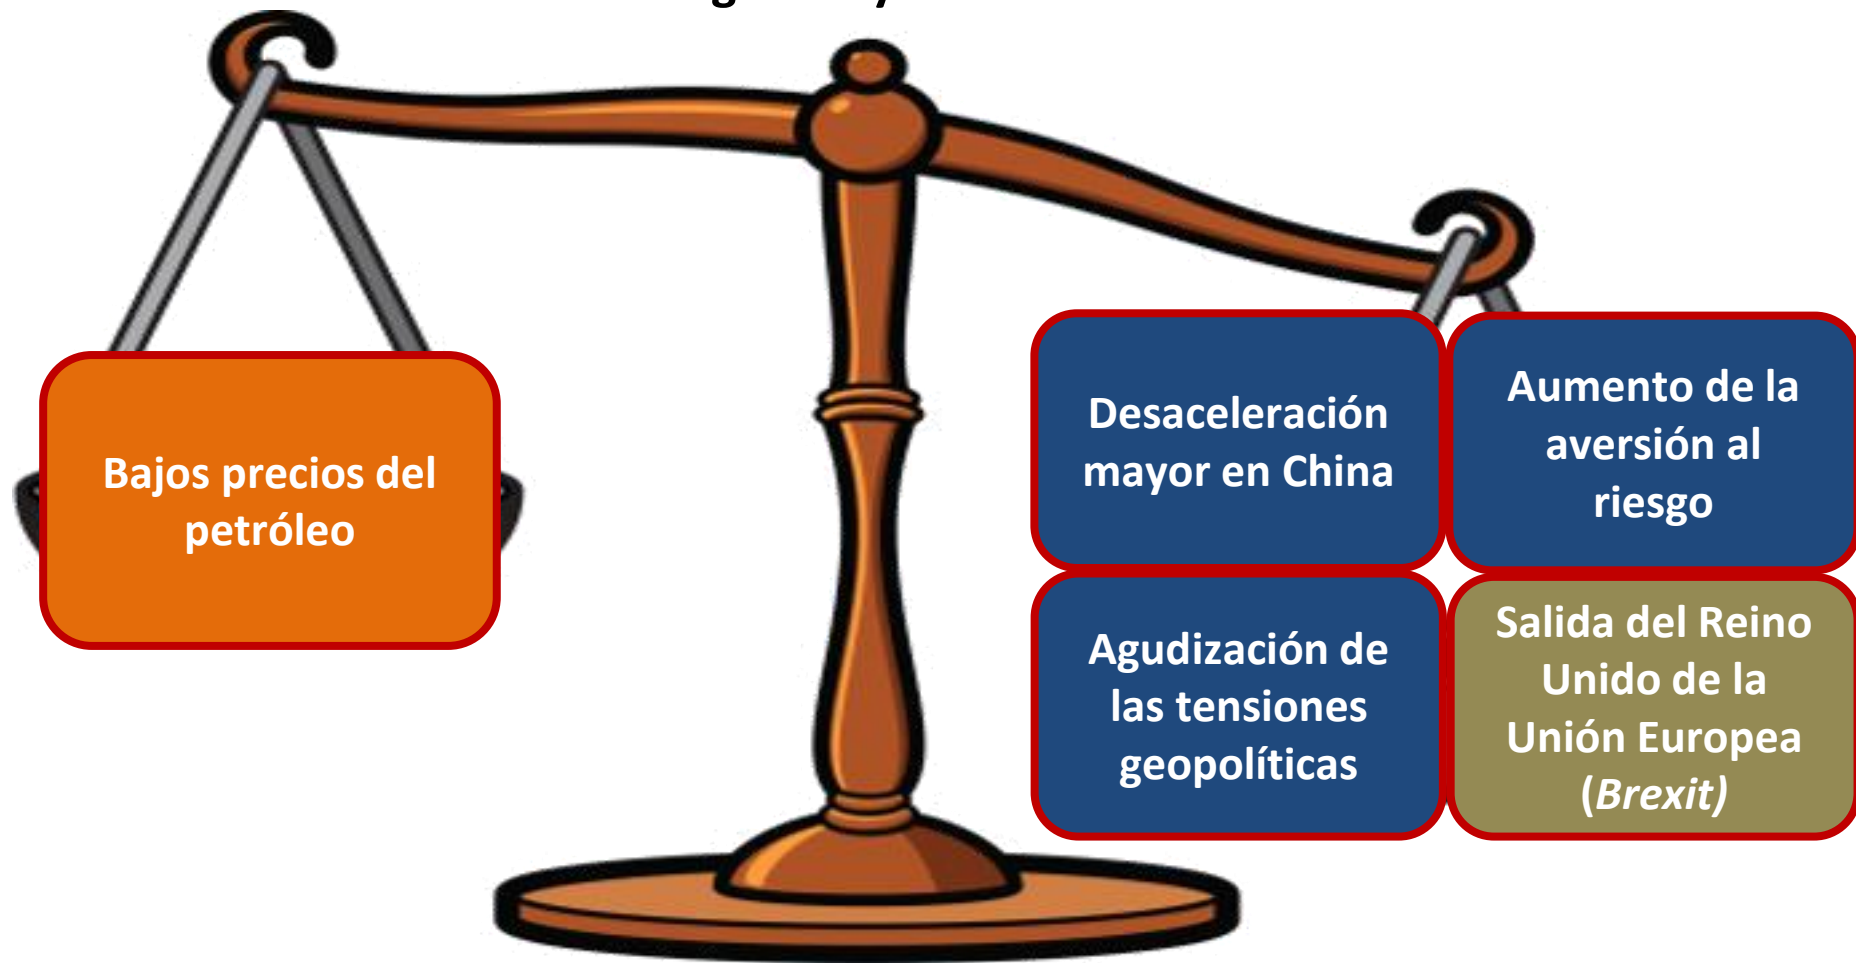 Bajos precios del
petróleo
Desaceleración
mayor en China
Aumento de la
aversión al
riesgo
Agudización de
las tensiones
geopolíticas
Salida del Reino
Unido de la
Unión Europea
(Brexit)